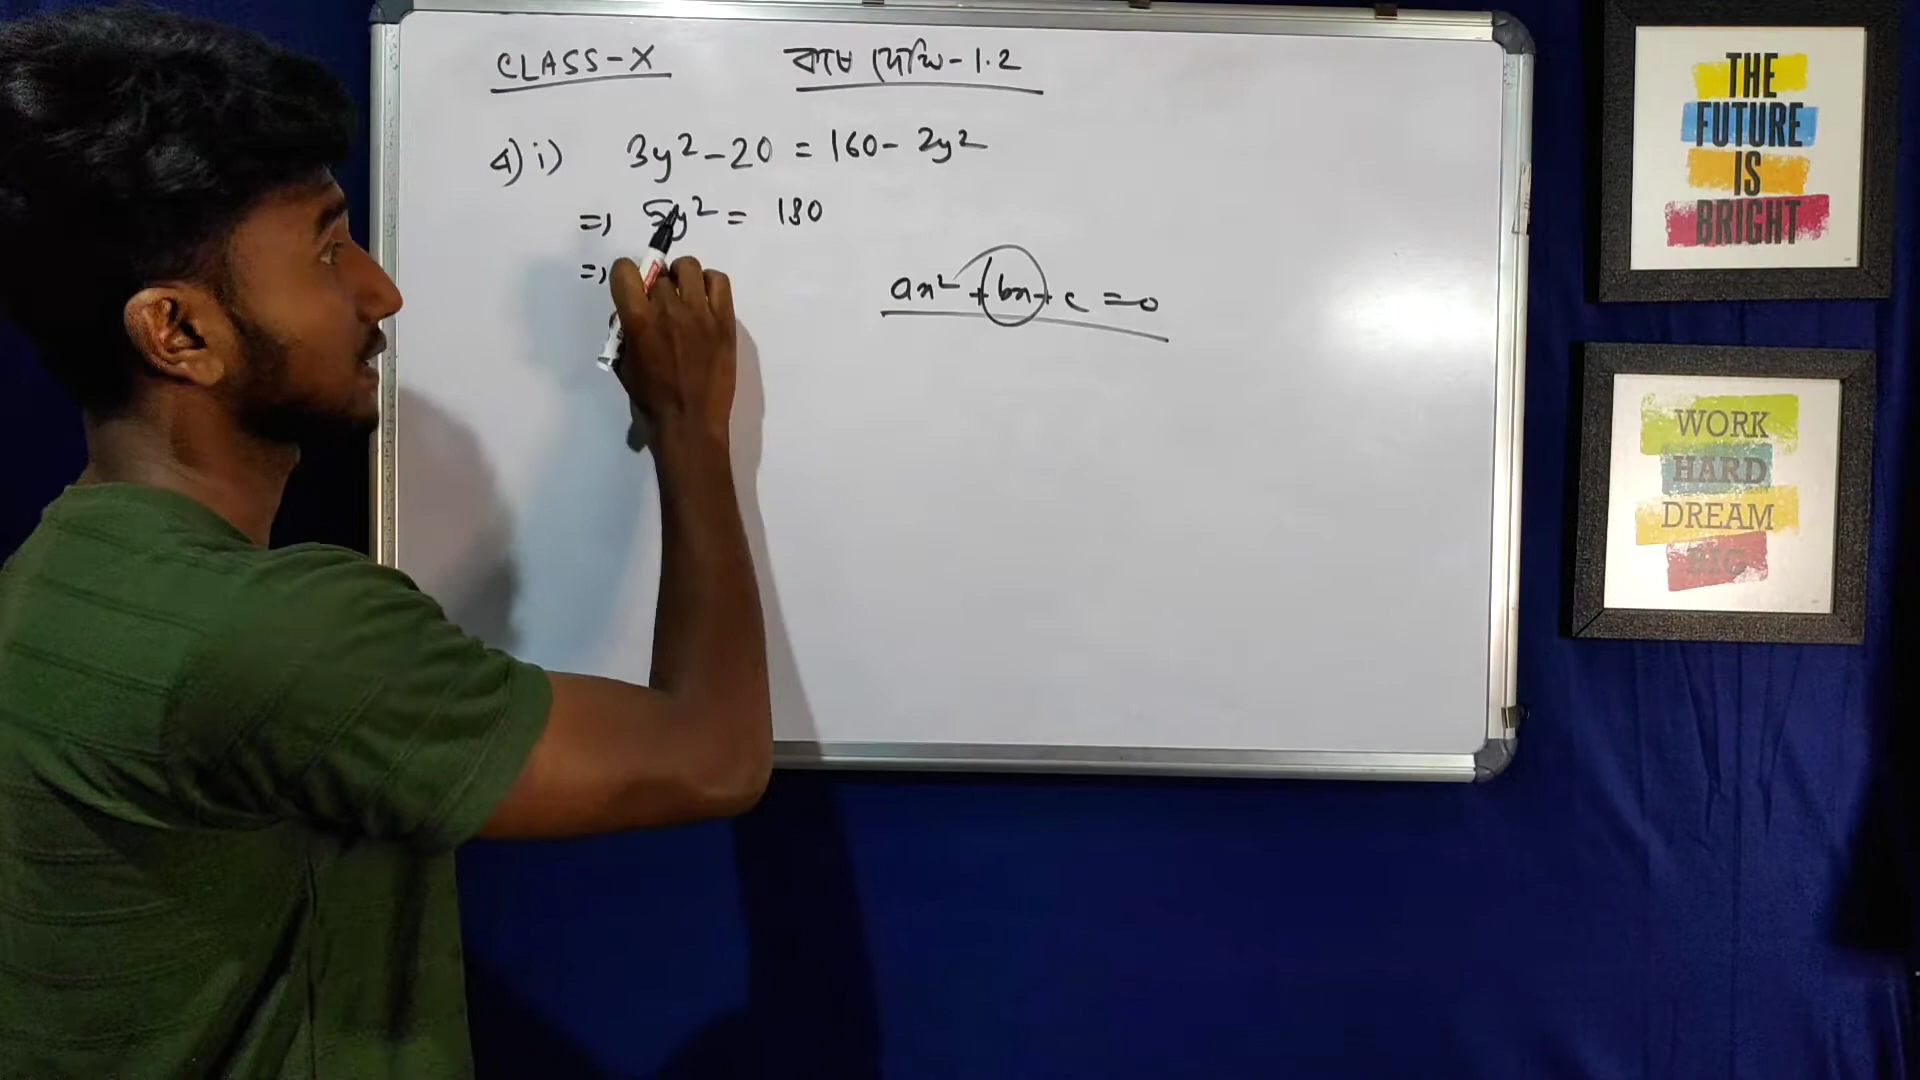 CLASS-X কষে দেখি-1.2
4) i) 3y²-20 = 160-2y²
=> 5y² = 180
=>
ax²+bx+c=0
THE
FUTURE
IS
BRIGHT
WORK
HARD
DREAM
BIG